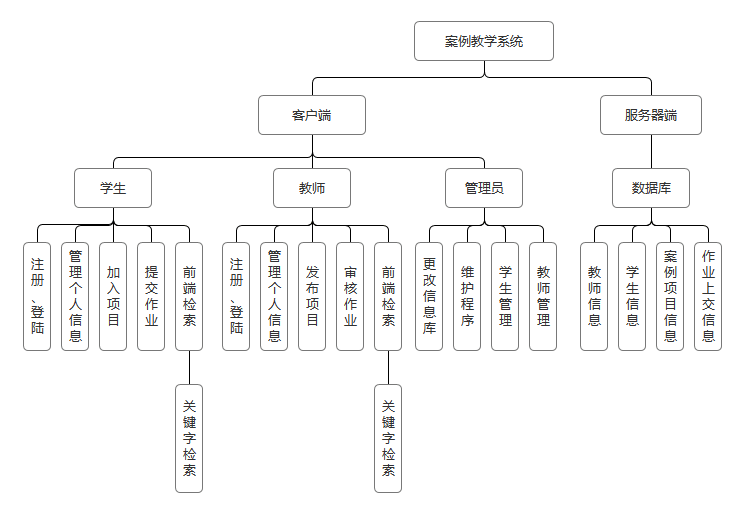 案例教学系统
客户端
服务器端
学生
教师
管理员
数据库
注册、登陆
管理个人信息
加入项目
提交作业
前端检索
注册、登陆
管理个人信息
发布项目
审核作业
前端检索
更改信息库
维护程序
学生管理
教师管理
教师信息
学生信息
案例项目信息
作业上交信息
关键字检索
关键字检索